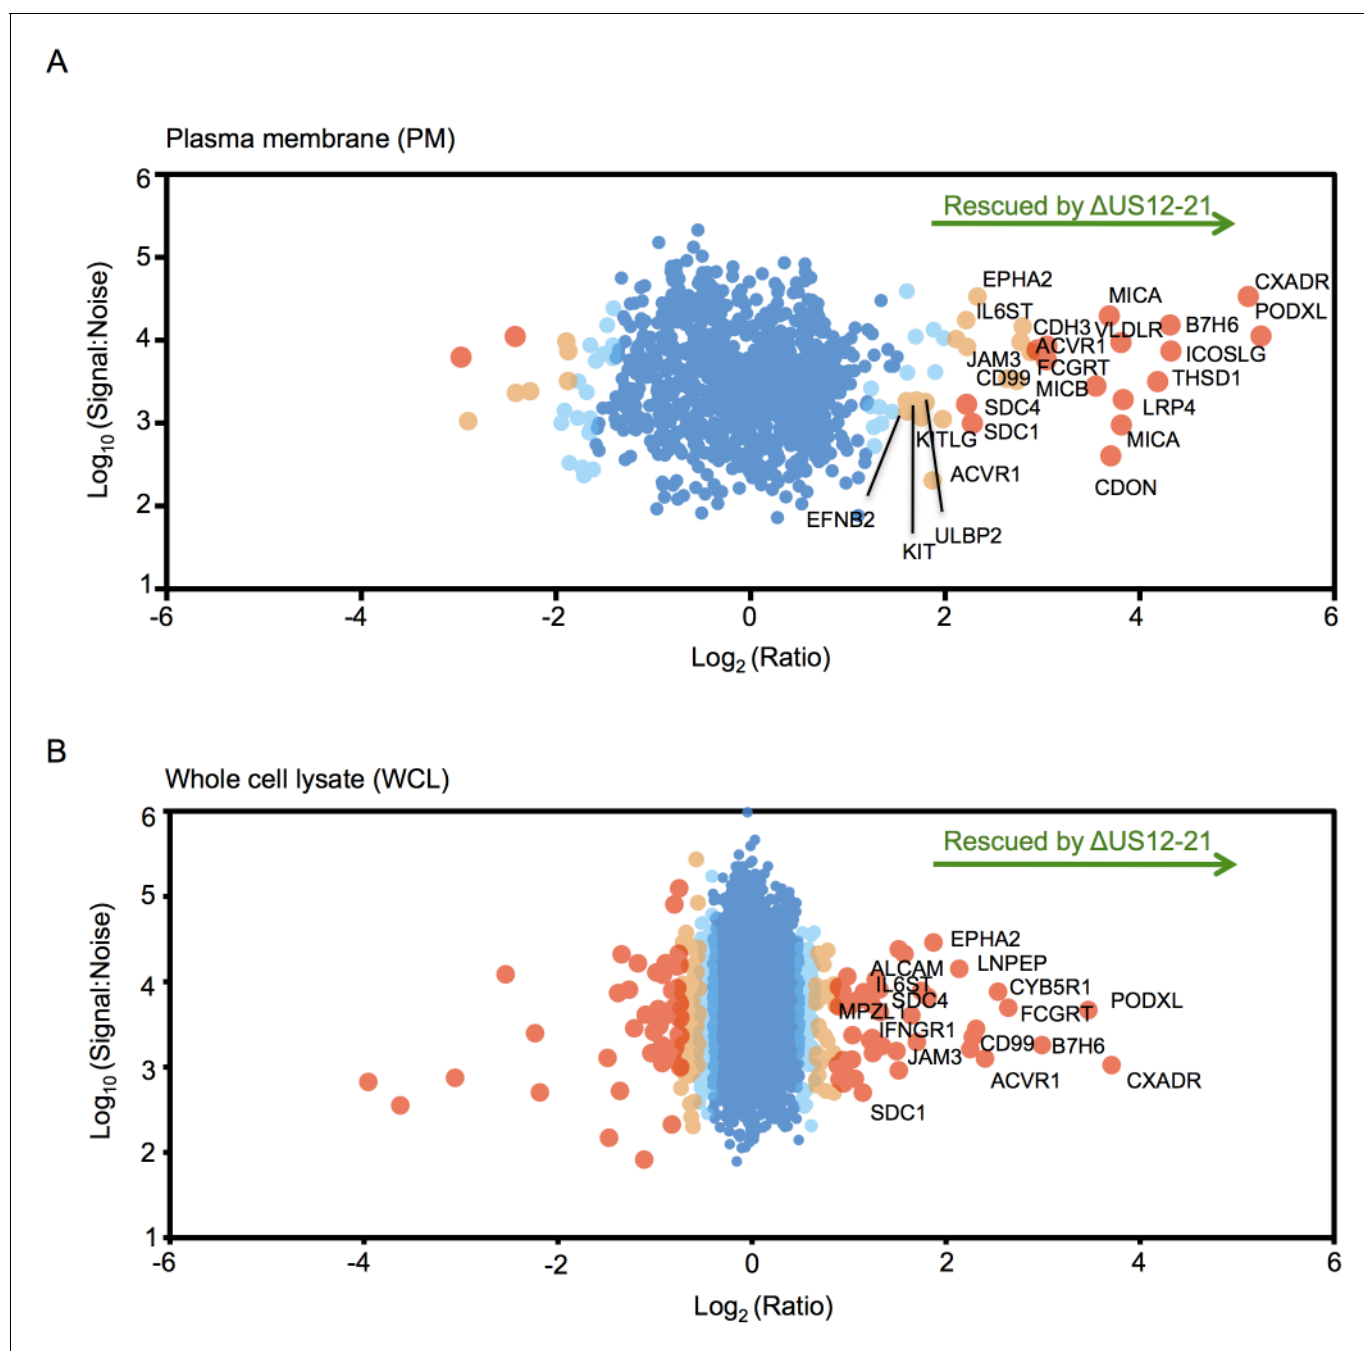 A
Plasma membrane (PM)
Rescued by ΔUS12-21
6
5
4
3
2
1
Log10 (Signal:Noise)
EPHA2
IL6ST
CDH3
MICA
VLDLR
CXADR
PODXL
B7H6
ACVR1
ICOSLG
JAM3
FCGRT
CD99
MICB
THSD1
SDC4
LRP4
SDC1
KITLG
MICA
ACVR1
CDON
EFNB2
ULBP2
KIT
-6 -4 -2 0 2 4 6
Log2 (Ratio)
B
Whole cell lysate (WCL)
Rescued by ΔUS12-21
6
5
4
3
2
1
Log10 (Signal:Noise)
EPHA2
ALCAM
LNPEP
IL6ST
CYB5R1
SDC4
PODXL
MPZL1
FCGRT
IFNGR1
CD99
B7H6
JAM3
ACVR1
CXADR
SDC1
-6 -4 -2 0 2 4 6
Log2 (Ratio)